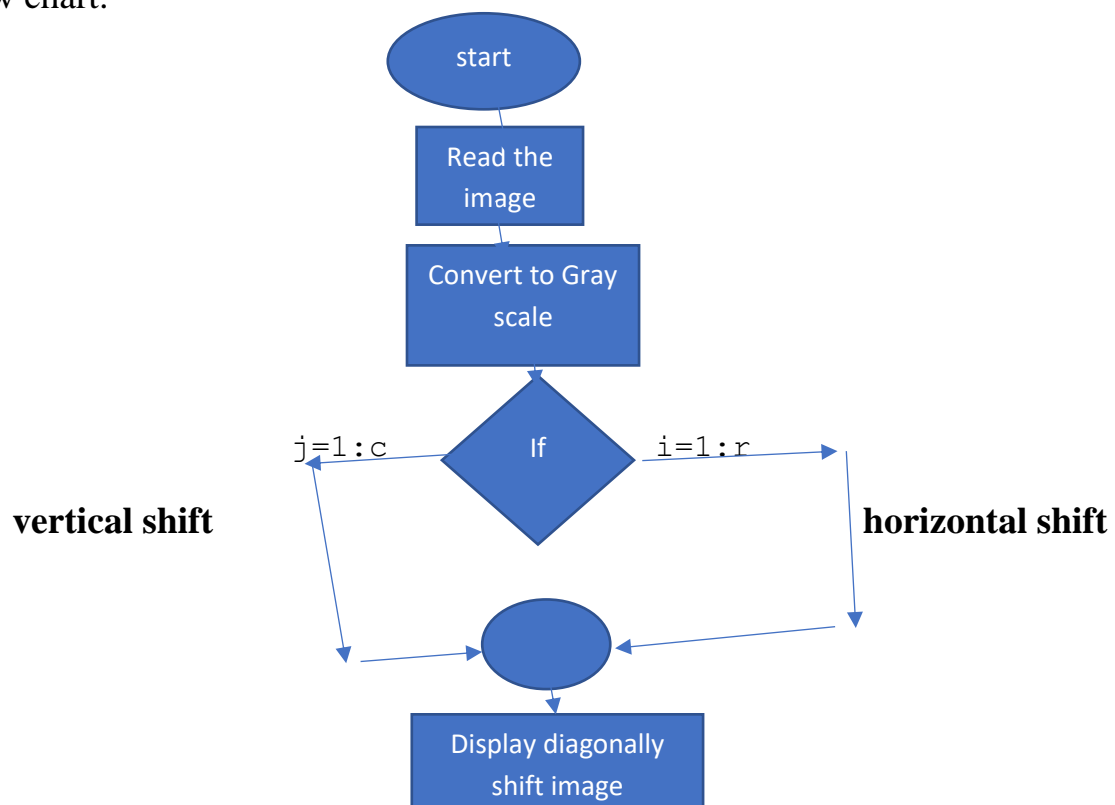 chart.
start
Read the
image
Convert to Gray
scale
If
j=1:c
i=1:r
vertical shift
horizontal shift
Display diagonally
shift image